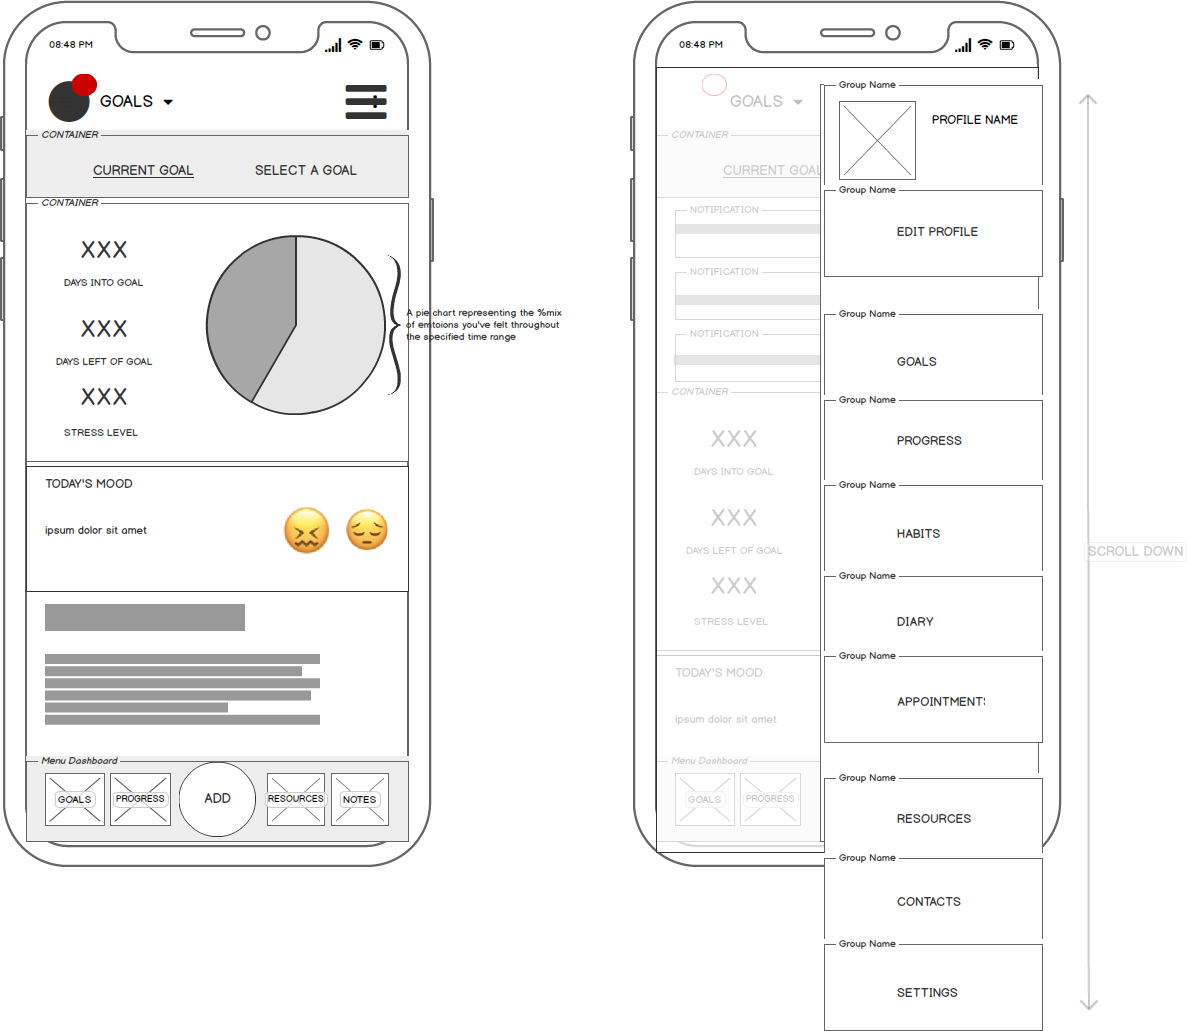 08:48 PM
GOALS
CONTAINER
CURRENT GOAL
SELECT A GOAL
CONTAINER
XXX
DAYS INTO GOAL
XXX
DAYS LEFT OF GOAL
XXX
STRESS LEVEL
A pie chart representing the %mix
of emtoions you've felt throughout
the specified time range
TODAY'S MOOD
ipsum dolor sit amet
Menu Dashboard
GOALS
PROGRESS
ADD
RESOURCES
NOTES
08:48 PM
GOALS
CONTAINER
CURRENT GOAL
NOTIFICATION
NOTIFICATION
NOTIFICATION
CONTAINER
XXX
DAYS INTO GOAL
XXX
DAYS LEFT OF GOAL
XXX
STRESS LEVEL
TODAY'S MOOD
ipsum dolor sit amet
Menu Dashboard
GOALS
PROGRESS
Group Name
PROFILE NAME
Group Name
EDIT PROFILE
Group Name
GOALS
Group Name
PROGRESS
Group Name
HABITS
Group Name
DIARY
Group Name
APPOINTMENTS
Group Name
RESOURCES
Group Name
CONTACTS
Group Name
SETTINGS
SCROLL DOWN